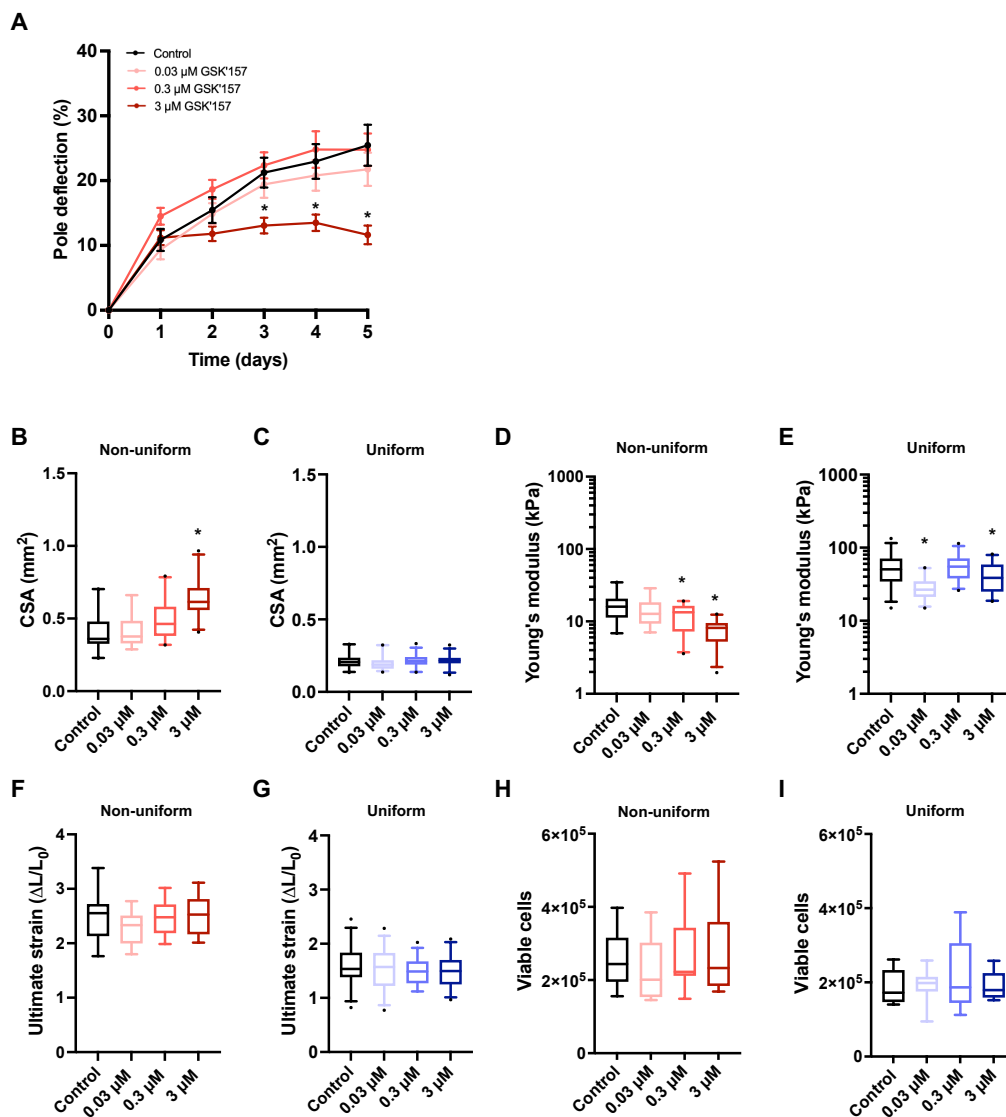 A
Pole deflection (%)
40
30
20
10
0
Control
0.03 µM GSK'157
0.3 µM GSK'157
3 µM GSK'157
* * *
0 1 2 3 4 5
Time (days)
B
Non-uniform
CSA (mm²)
1.5
1.0
0.5
0.0
*
Control 0.03 µM 0.3 µM 3 µM
C
Uniform
CSA (mm²)
1.5
1.0
0.5
0.0
Control 0.03 µM 0.3 µM 3 µM
D
Non-uniform
Young's modulus (kPa)
1000
100
10
1
* *
Control 0.03 µM 0.3 µM 3 µM
E
Uniform
Young's modulus (kPa)
1000
100
10
1
* *
Control 0.03 µM 0.3 µM 3 µM
F
Non-uniform
Ultimate strain (ΔL/L₀)
4
3
2
1
0
Control 0.03 µM 0.3 µM 3 µM
G
Uniform
Ultimate strain (ΔL/L₀)
4
3
2
1
0
Control 0.03 µM 0.3 µM 3 µM
H
Non-uniform
Viable cells
6×10⁵
4×10⁵
2×10⁵
0
Control 0.03 µM 0.3 µM 3 µM
I
Uniform
Viable cells
6×10⁵
4×10⁵
2×10⁵
0
Control 0.03 µM 0.3 µM 3 µM